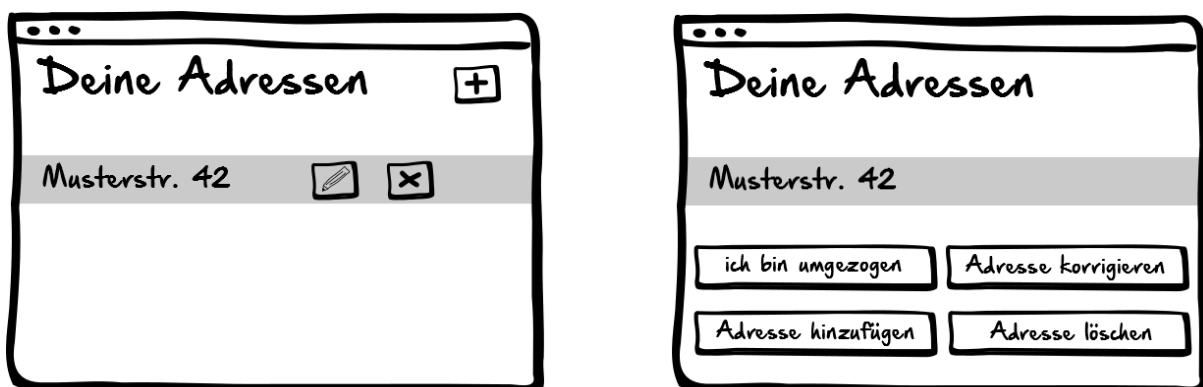 Deine Adressen
+
Musterstr. 42
Deine Adressen
Musterstr. 42
ich bin umgezogen
Adresse korrigieren
Adresse hinzufügen
Adresse löschen